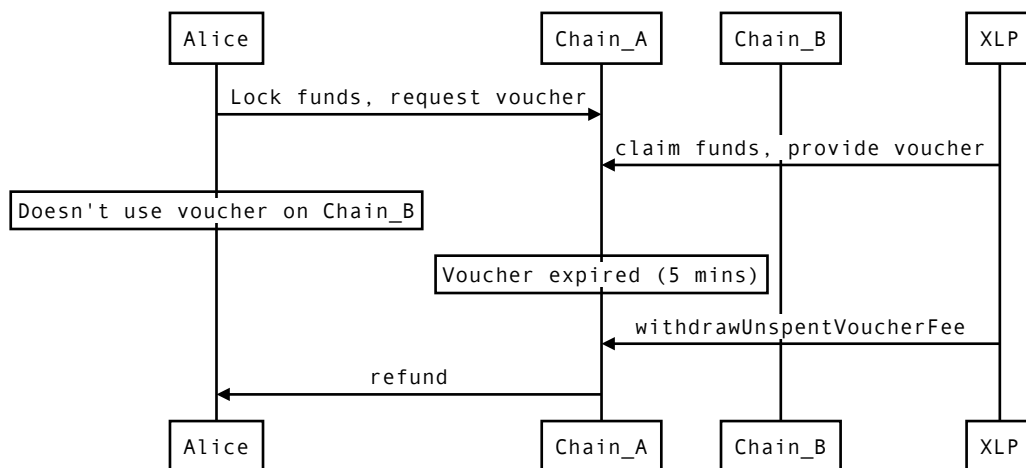 Alice
Chain_A
Chain_B
XLP
Lock funds, request voucher
claim funds, provide voucher
Doesn't use voucher on Chain_B
Voucher expired (5 mins)
withdrawUnspentVoucherFee
refund
Alice
Chain_A
Chain_B
XLP